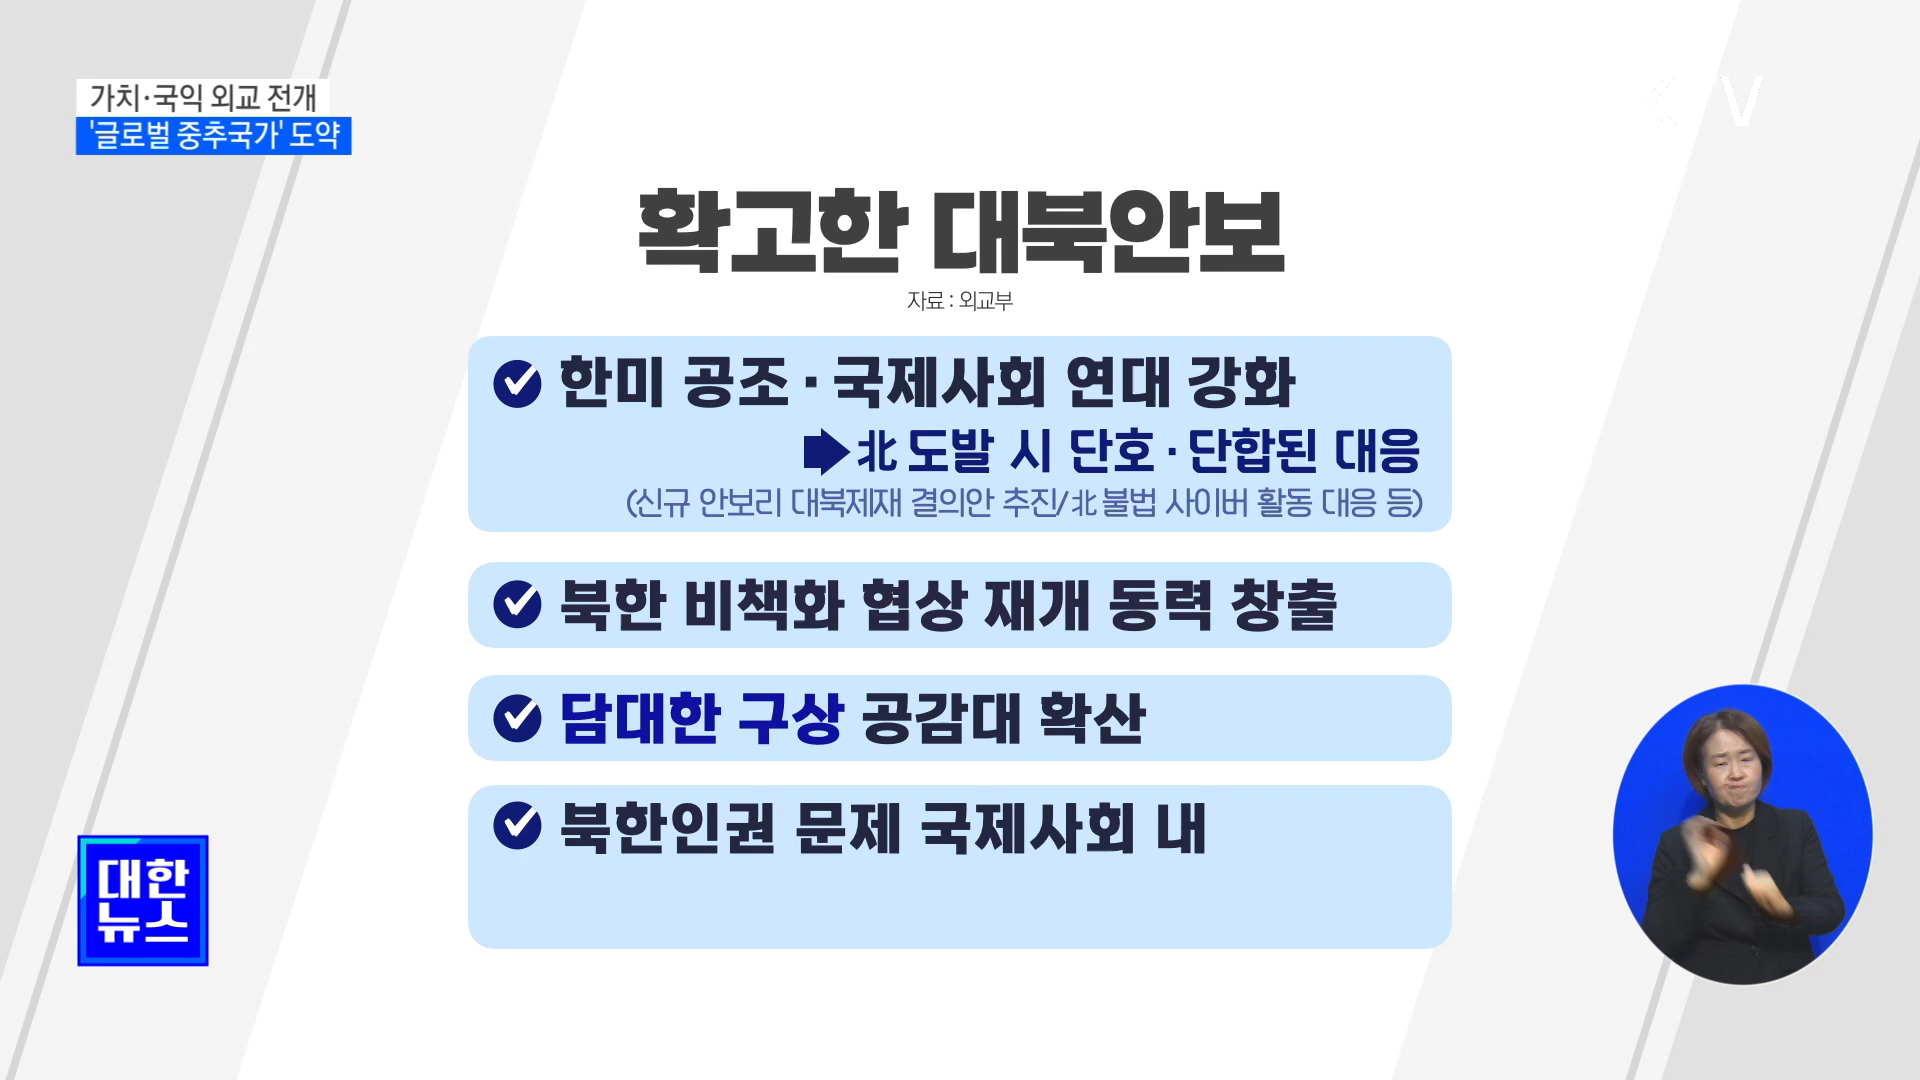 가치·국익 외교 전개
'글로벌 중추국가' 도약
확고한 대북안보
자료 : 외교부
한미 공조·국제사회 연대 강화
➡北 도발 시 단호·단합된 대응
(신규 안보리 대북제재 결의안 추진/北 불법 사이버 활동 대응 등)
북한 비책화 협상 재개 동력 창출
담대한 구상 공감대 확산
북한인권 문제 국제사회 내
대한
뉴스